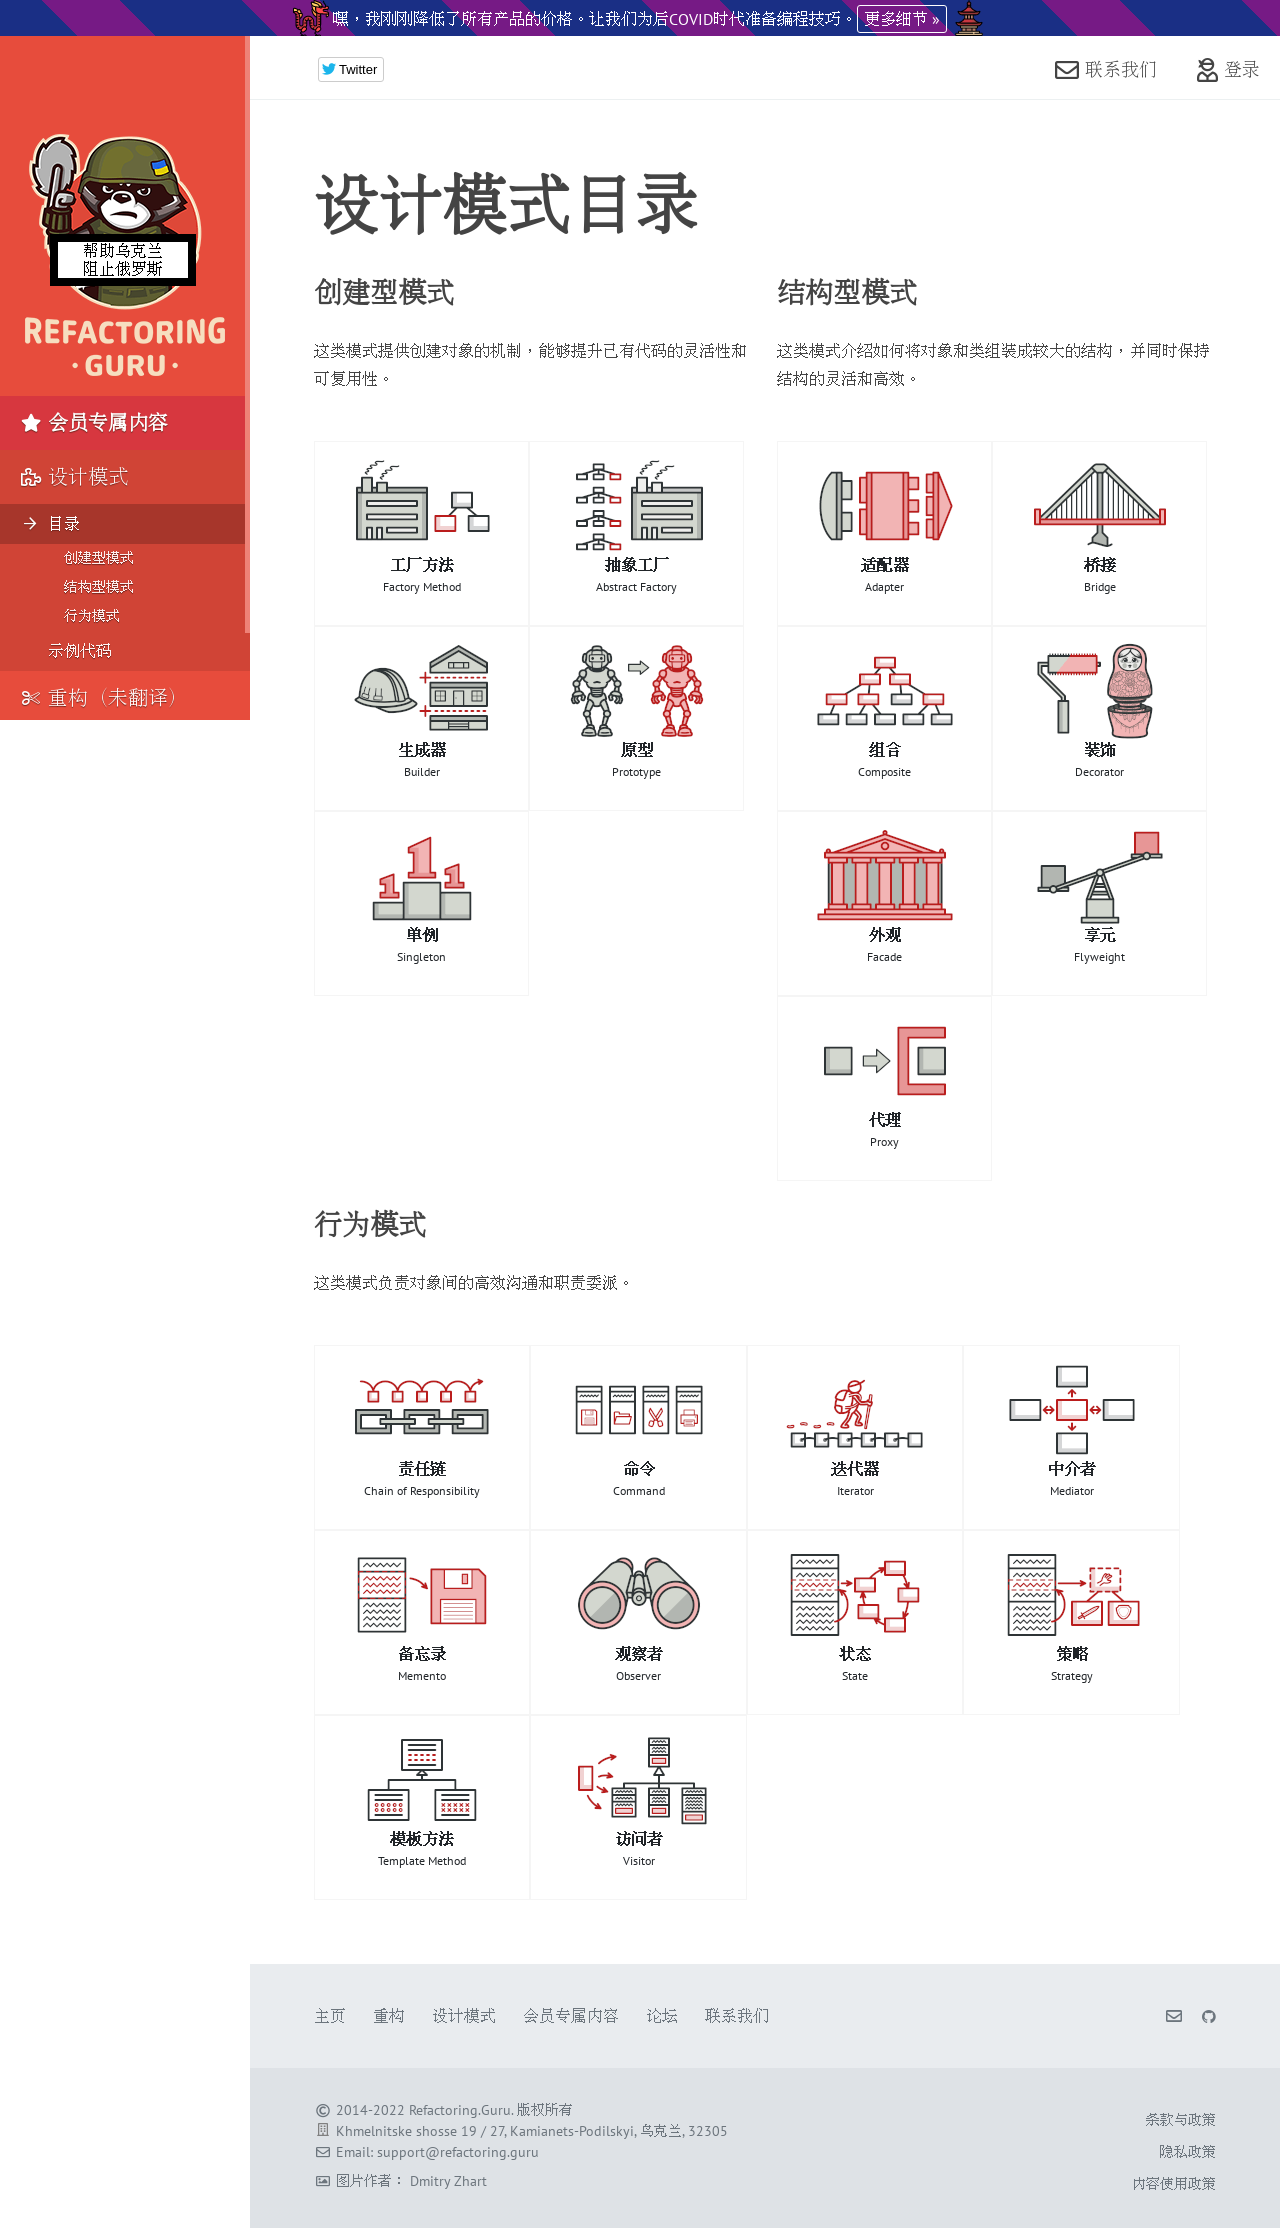 嘿，我刚刚降低了所有产品的价格。让我们为后COVID时代准备编程技巧。 更多细节 »
Twitter
联系我们
登录
帮助乌克兰
阻止俄罗斯
REFACTORING
·GURU·
会员专属内容
设计模式
目录
创建型模式
结构型模式
行为模式
示例代码
重构（未翻译）
设计模式目录
创建型模式
这类模式提供创建对象的机制，能够提升已有代码的灵活性和
可复用性。
工厂方法
Factory Method
抽象工厂
Abstract Factory
生成器
Builder
原型
Prototype
单例
Singleton
结构型模式
这类模式介绍如何将对象和类组装成较大的结构，并同时保持
结构的灵活和高效。
适配器
Adapter
桥接
Bridge
组合
Composite
装饰
Decorator
外观
Facade
享元
Flyweight
代理
Proxy
行为模式
这类模式负责对象间的高效沟通和职责委派。
责任链
Chain of Responsibility
命令
Command
迭代器
Iterator
中介者
Mediator
备忘录
Memento
观察者
Observer
状态
State
策略
Strategy
模板方法
Template Method
访问者
Visitor
主页
重构
设计模式
会员专属内容
论坛
联系我们
© 2014-2022 Refactoring.Guru. 版权所有
Khmelnitske shosse 19 / 27, Kamianets-Podilskyi, 乌克兰, 32305
Email: support@refactoring.guru
图片作者： Dmitry Zhart
条款与政策
隐私政策
内容使用政策